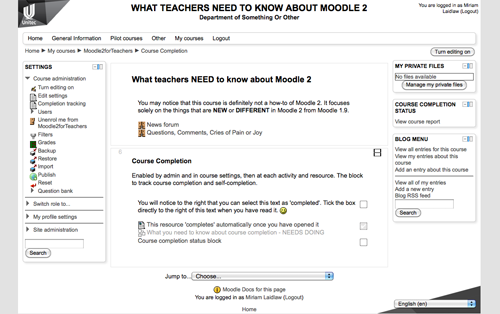 Unitec
WHAT TEACHERS NEED TO KNOW ABOUT MOODLE 2
Department of Something Or Other
You are logged in as Miriam
Laidlaw (Logout)
Home General Information Pilot courses Other My courses Logout
Home ► My courses ► Moodle2forTeachers ► Course Completion
Turn editing on
SETTINGS
Course administration
Turn editing on
Edit settings
Completion tracking
Users
Unenrol me from
Moodle2forTeachers
Filters
Grades
Backup
Restore
Import
Publish
Reset
Question bank
Switch role to...
My profile settings
Site administration
Search
What teachers NEED to know about Moodle 2
You may notice that this course is definitely not a how-to of Moodle 2. It focuses
solely on the things that are NEW or DIFFERENT in Moodle 2 from Moodle 1.9.
News forum
Questions, Comments, Cries of Pain or Joy
Course Completion
Enabled by admin and in course settings, then at each activity and resource. The block
to track course completion and self-completion.
You will notice to the right that you can select this text as 'completed'. Tick the box
directly to the right of this text when you have read it.
This resource 'completes' automatically once you have opened it
What you need to know about course completion - NEEDS DOING
Course completion status block
Jump to... Choose...
Moodle Docs for this page
You are logged in as Miriam Laidlaw (Logout)
Home
MY PRIVATE FILES
No files available
Manage my private files
COURSE COMPLETION
STATUS
View course report
BLOG MENU
View all entries for this course
View my entries about this
course
Add an entry about this course
View all of my entries
Add a new entry
Blog RSS feed
Search
English (en)